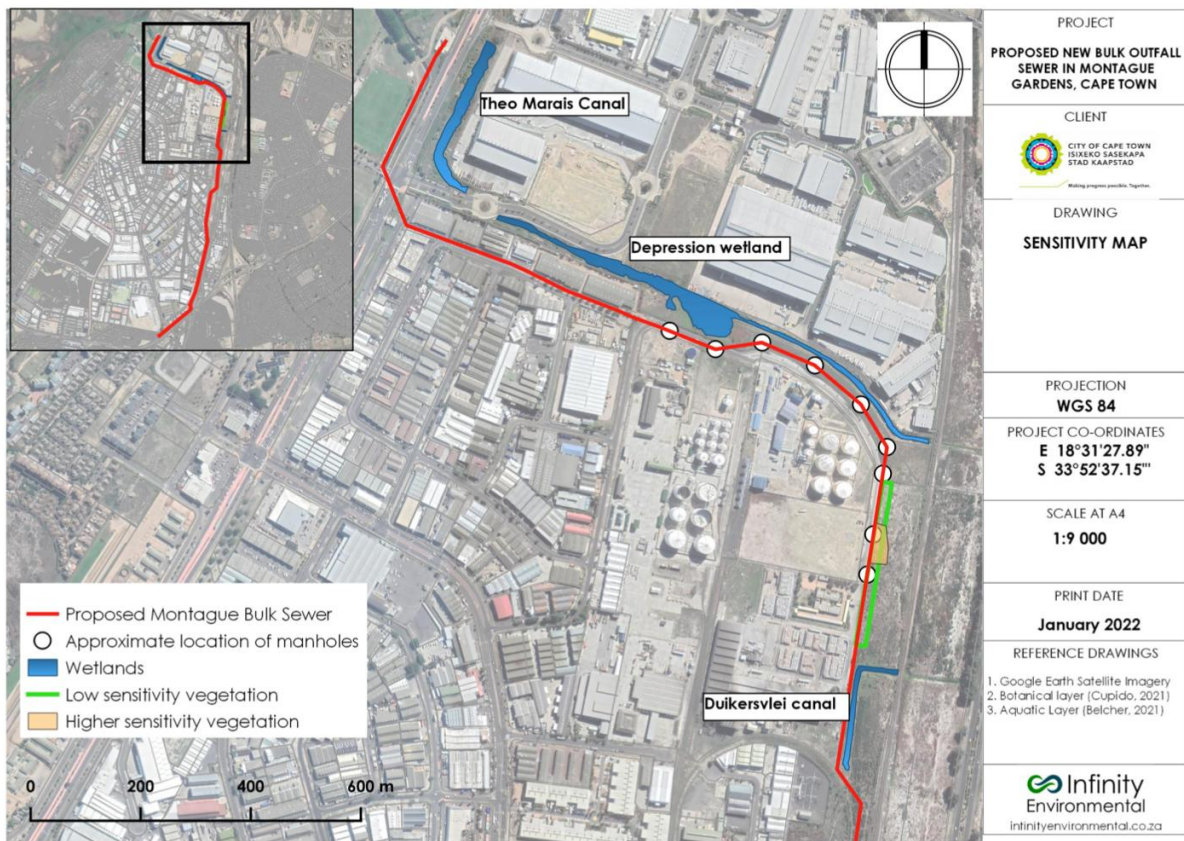 Theo Marais Canal
Depression wetland
Duikersvlei canal
Proposed Montague Bulk Sewer
Approximate location of manholes
Wetlands
Low sensitivity vegetation
Higher sensitivity vegetation
0 200 400 600 m
PROJECT
PROPOSED NEW BULK OUTFALL
SEWER IN MONTAGUE
GARDENS, CAPE TOWN
CLIENT
CITY OF CAPE TOWN
ISIXEKO SASEKAPA
STAD KAAPSTAD
Making progress possible. Together.
DRAWING
SENSITIVITY MAP
PROJECTION
WGS 84
PROJECT CO-ORDINATES
E 18°31'27.89"
S 33°52'37.15'"
SCALE AT A4
1:9 000
PRINT DATE
January 2022
REFERENCE DRAWINGS
1. Google Earth Satellite Imagery
2. Botanical layer (Cupido, 2021)
3. Aquatic Layer (Belcher, 2021)
Infinity
Environmental
infinityenvironmental.co.za